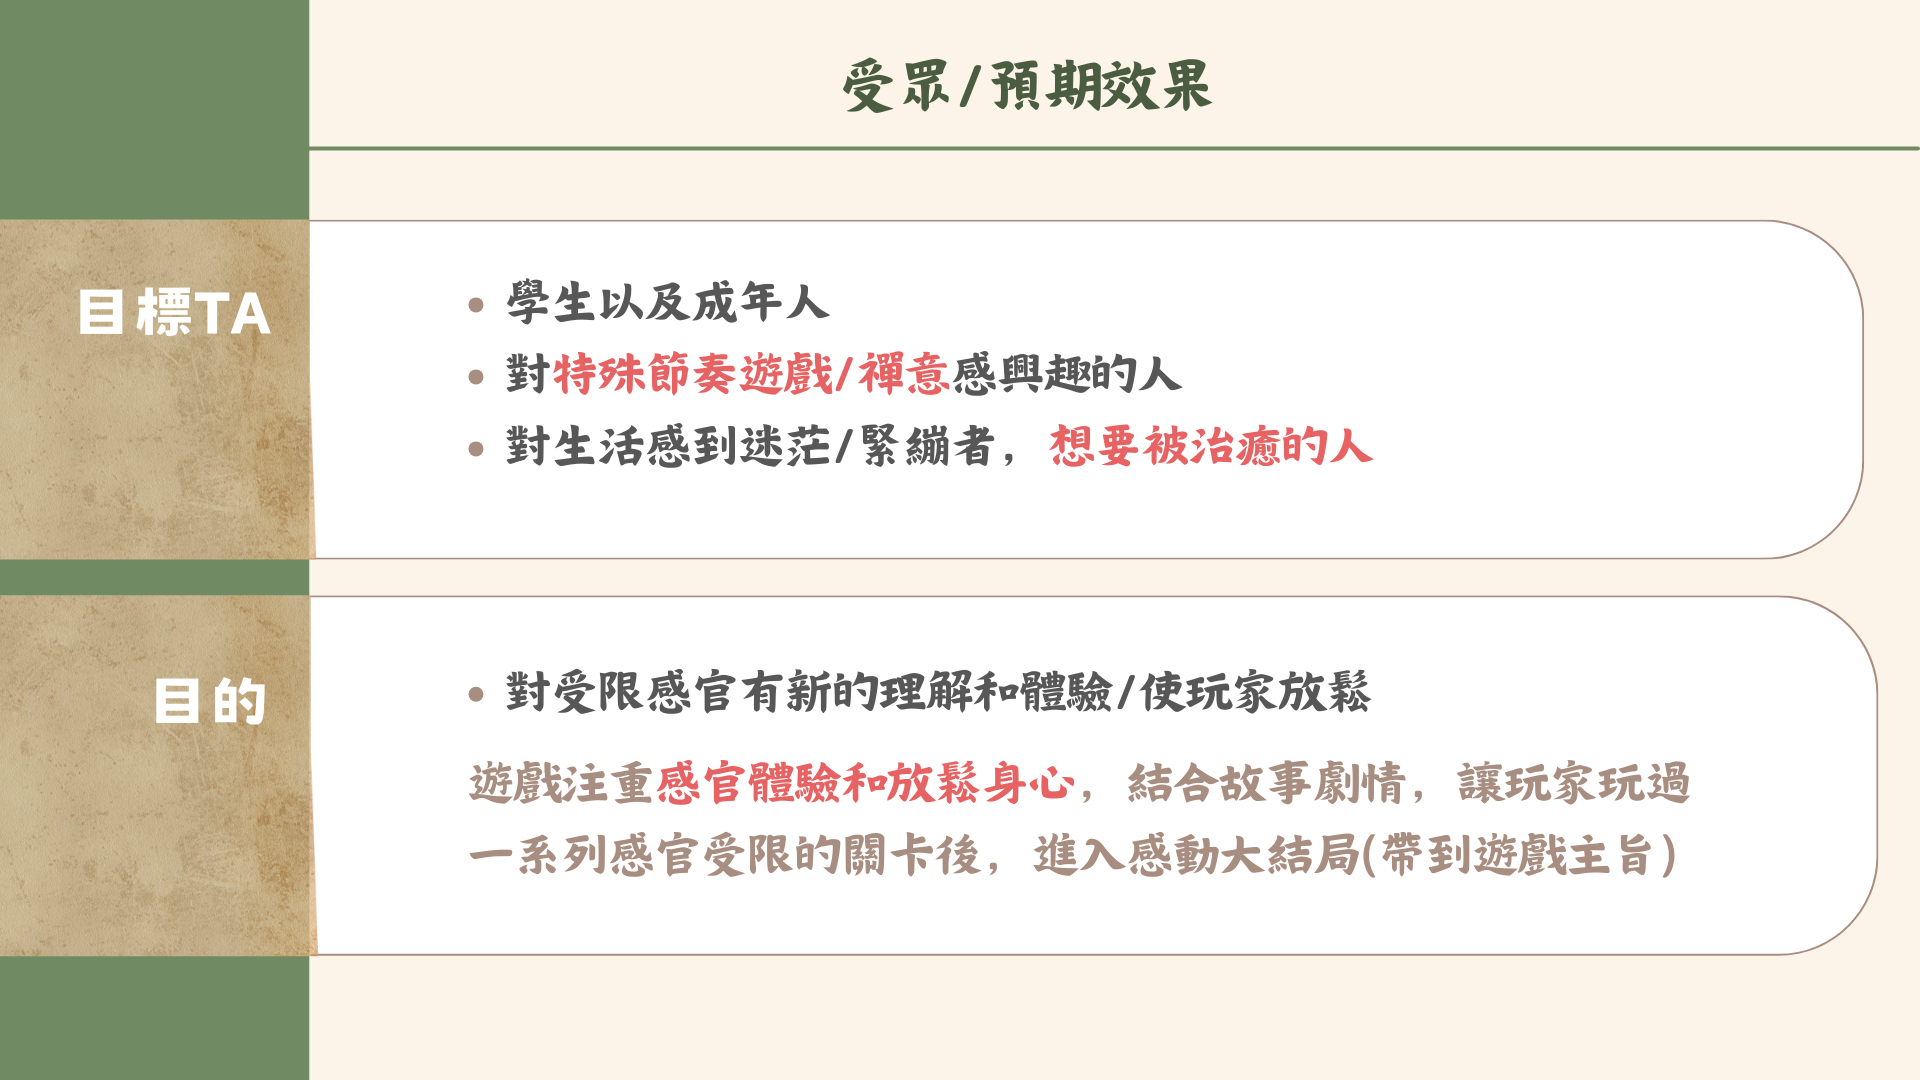 受眾/預期效果
目標TA
• 學生以及成年人
• 對特殊節奏遊戲/禪意感興趣的人
• 對生活感到迷茫/緊繃者，想要被治癒的人
目的
• 對受限感官有新的理解和體驗/使玩家放鬆
遊戲注重感官體驗和放鬆身心，結合故事劇情，讓玩家玩過
一系列感官受限的關卡後，進入感動大結局(帶到遊戲主旨)